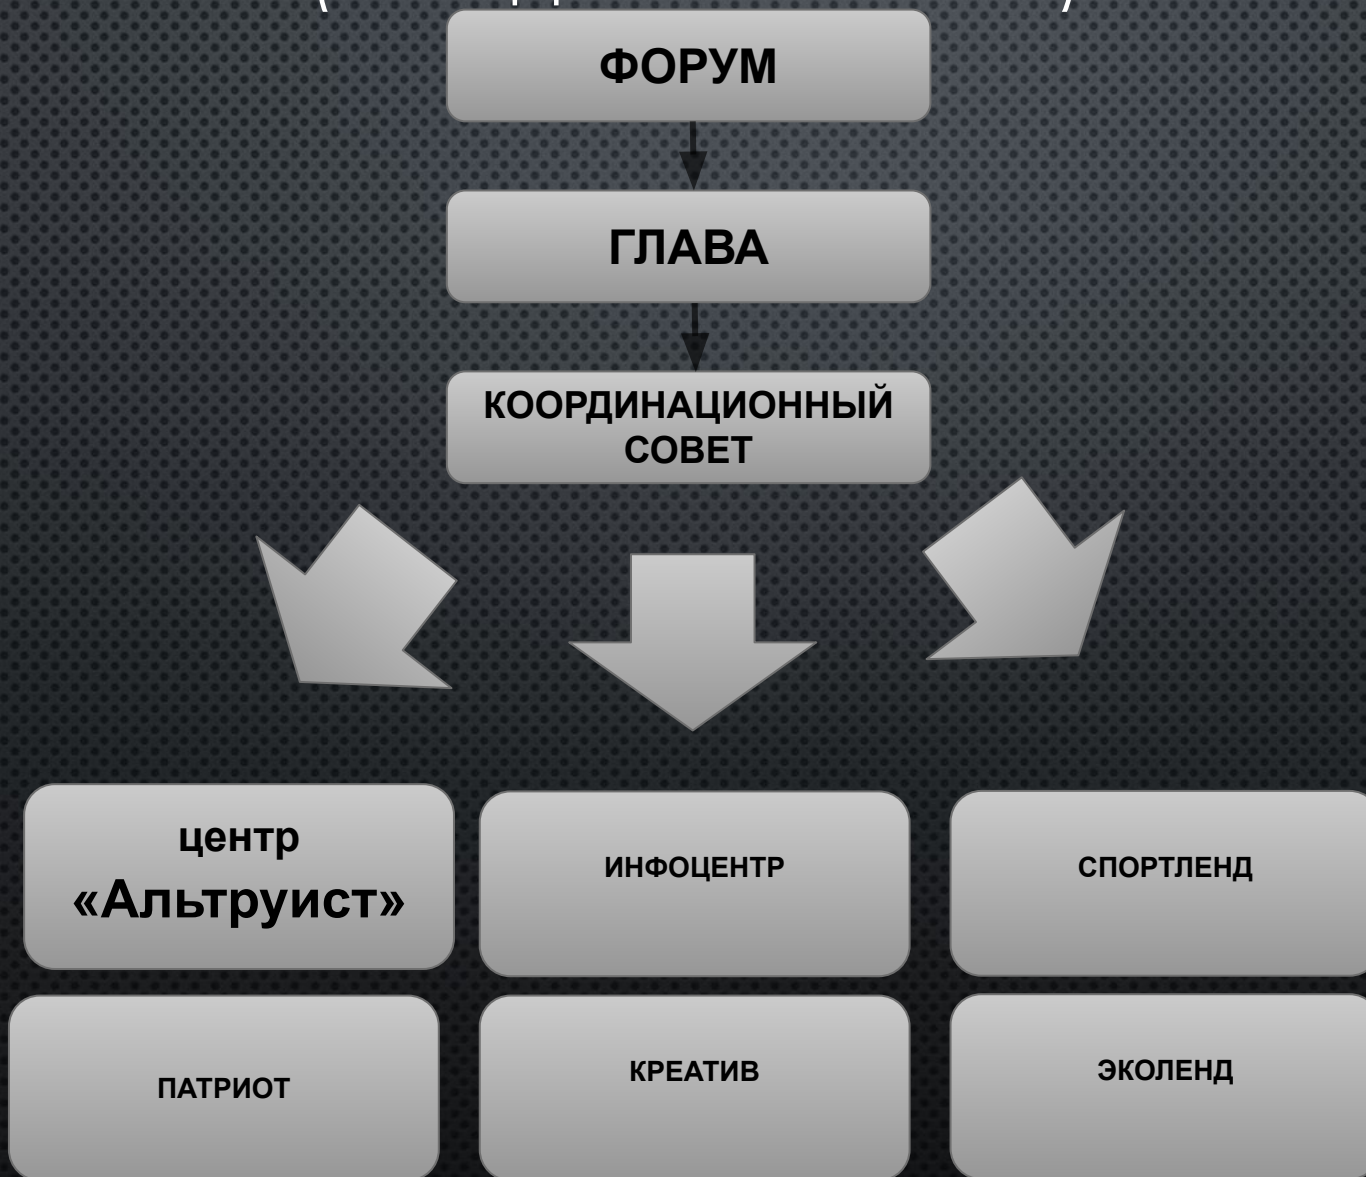 ФОРУМ
ГЛАВА
КООРДИНАЦИОННЫЙ
СОВЕТ
центр
«Альтруист»
ИНФОЦЕНТР
СПОРТЛЕНД
ПАТРИОТ
КРЕАТИВ
ЭКОЛЕНД